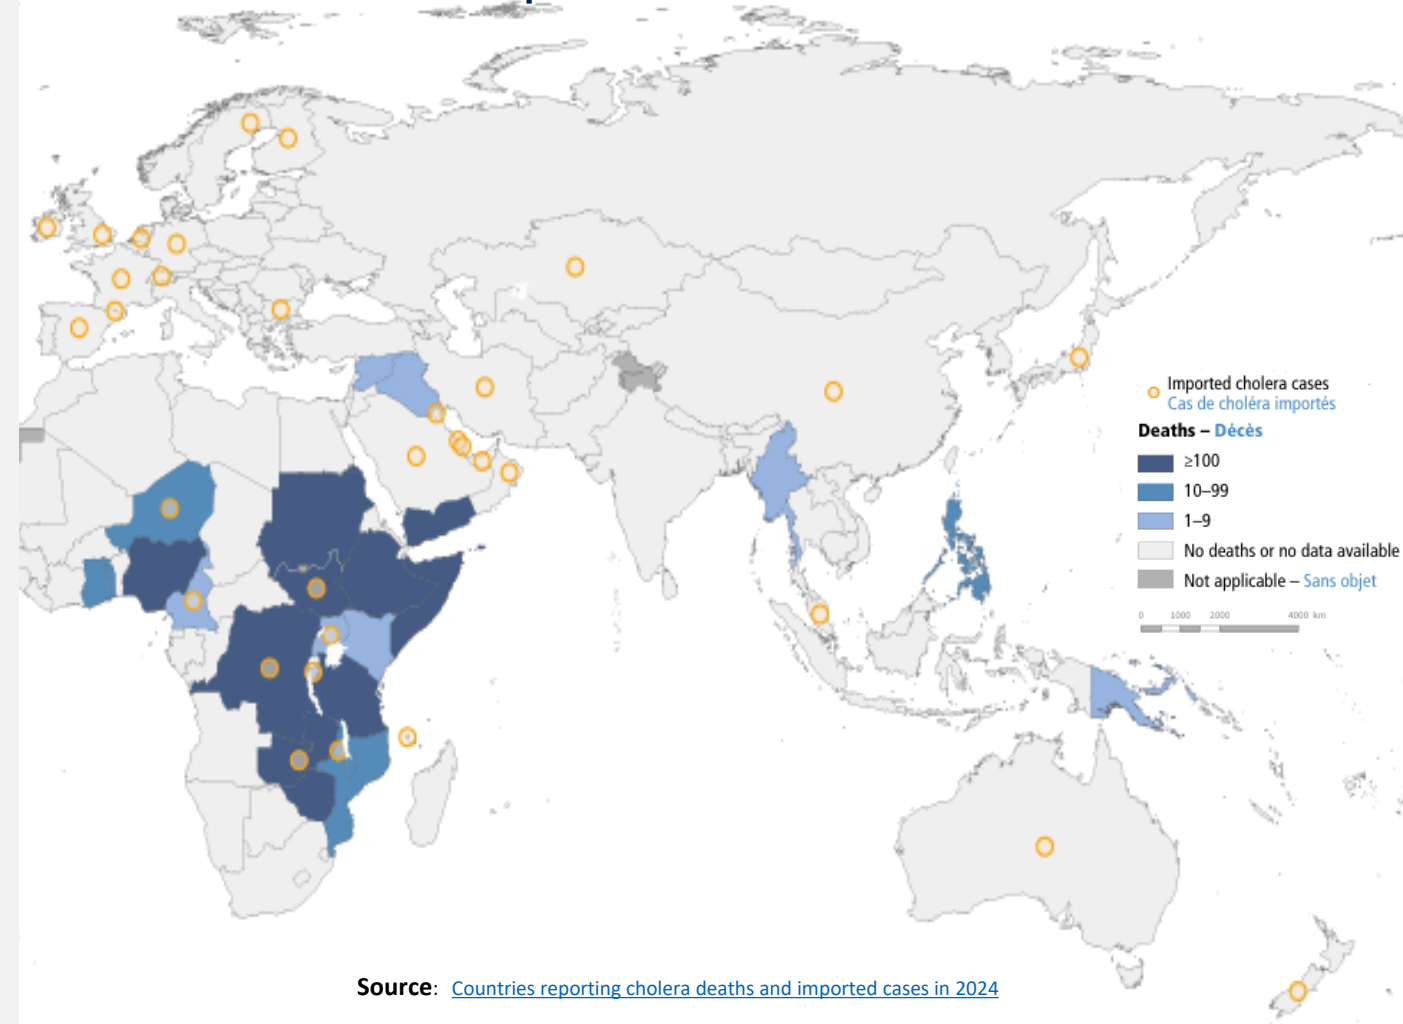 Imported cholera cases
Cas de choléra importés
Deaths – Décès
≥100
10–99
1–9
No deaths or no data available
Not applicable – Sans objet
0 1000 2000 4000 km
Source: Countries reporting cholera deaths and imported cases in 2024